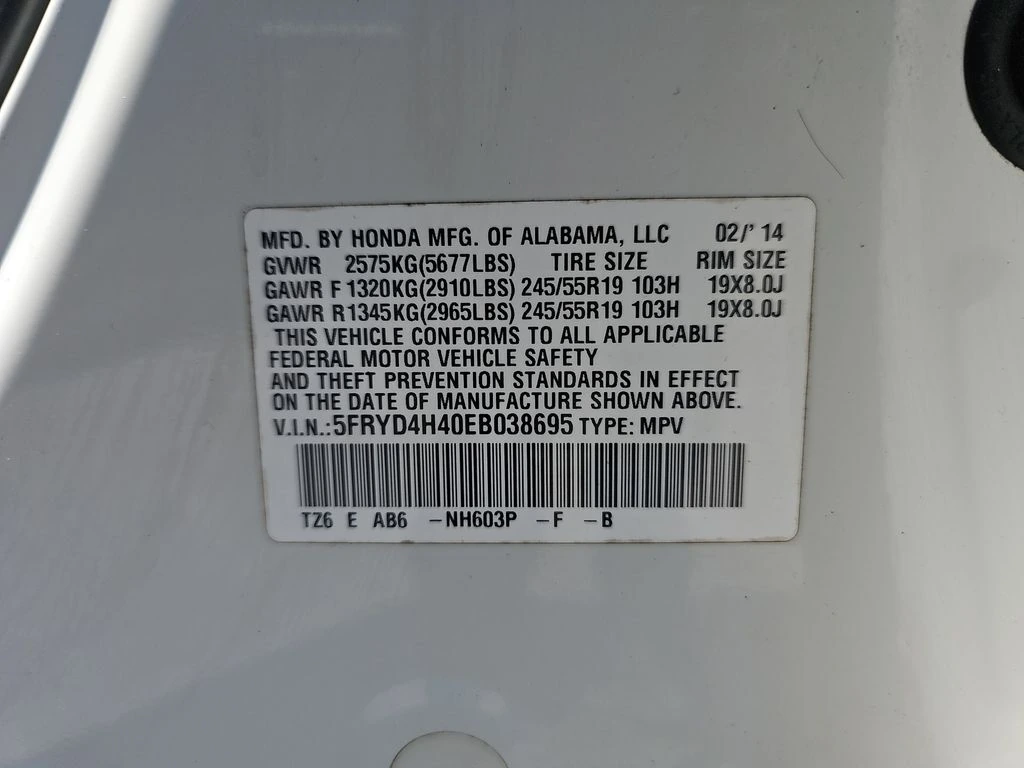 MFD. BY HONDA MFG. OF ALABAMA, LLC 02/' 14
GVWR 2575KG(5677LBS) TIRE SIZE RIM SIZE
GAWR F 1320KG(2910LBS) 245/55R19 103H 19X8.0J
GAWR R1345KG(2965LBS) 245/55R19 103H 19X8.0J
THIS VEHICLE CONFORMS TO ALL APPLICABLE
FEDERAL MOTOR VEHICLE SAFETY
AND THEFT PREVENTION STANDARDS IN EFFECT
ON THE DATE OF MANUFACTURE SHOWN ABOVE.
V.I.N.:5FRYD4H40EB038695 TYPE: MPV
TZ6 E AB6 -NH603P -F -B